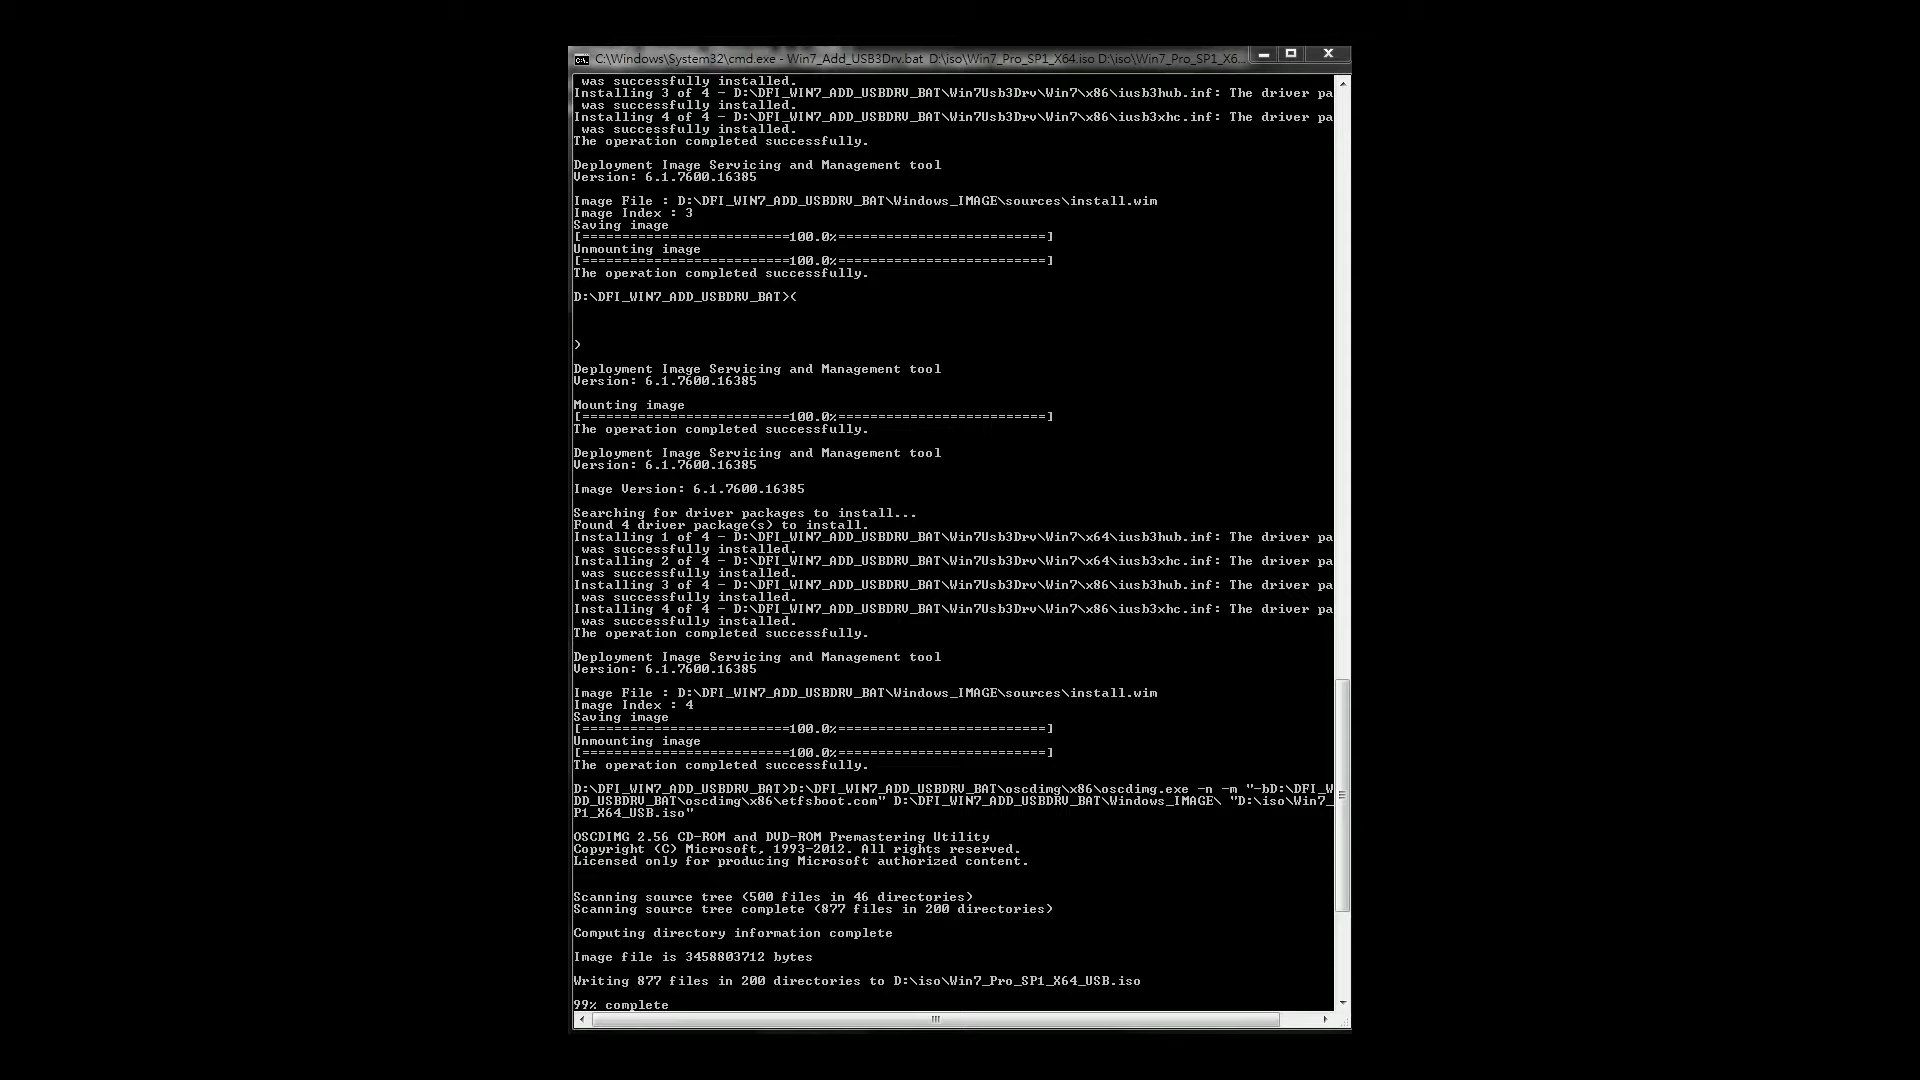 C:\Windows\System32\cmd.exe - Win7_Add_USB3Drv.bat D:\iso\Win7_Pro_SP1_X64.iso D:\iso\Win7_Pro_SP1_X6...
was successfully installed.
Installing 3 of 4 - D:\DFI_WIN7_ADD_USBDRV_BAT\Win7Usb3Drv\Win7\x86\iusb3hub.inf: The driver pa
was successfully installed.
Installing 4 of 4 - D:\DFI_WIN7_ADD_USBDRV_BAT\Win7Usb3Drv\Win7\x86\iusb3xhc.inf: The driver pa
was successfully installed.
The operation completed successfully.
Deployment Image Servicing and Management tool
Version: 6.1.7600.16385
Image File : D:\DFI_WIN7_ADD_USBDRV_BAT\Windows_IMAGE\sources\install.wim
Image Index : 3
Saving image
[==========================100.0%==========================]
Unmounting image
[==========================100.0%==========================]
The operation completed successfully.
D:\DFI_WIN7_ADD_USBDRV_BAT>(
)
Deployment Image Servicing and Management tool
Version: 6.1.7600.16385
Mounting image
[==========================100.0%==========================]
The operation completed successfully.
Deployment Image Servicing and Management tool
Version: 6.1.7600.16385
Image Version: 6.1.7600.16385
Searching for driver packages to install...
Found 4 driver package(s) to install.
Installing 1 of 4 - D:\DFI_WIN7_ADD_USBDRV_BAT\Win7Usb3Drv\Win7\x64\iusb3hub.inf: The driver pa
was successfully installed.
Installing 2 of 4 - D:\DFI_WIN7_ADD_USBDRV_BAT\Win7Usb3Drv\Win7\x64\iusb3xhc.inf: The driver pa
was successfully installed.
Installing 3 of 4 - D:\DFI_WIN7_ADD_USBDRV_BAT\Win7Usb3Drv\Win7\x86\iusb3hub.inf: The driver pa
was successfully installed.
Installing 4 of 4 - D:\DFI_WIN7_ADD_USBDRV_BAT\Win7Usb3Drv\Win7\x86\iusb3xhc.inf: The driver pa
was successfully installed.
The operation completed successfully.
Deployment Image Servicing and Management tool
Version: 6.1.7600.16385
Image File : D:\DFI_WIN7_ADD_USBDRV_BAT\Windows_IMAGE\sources\install.wim
Image Index : 4
Saving image
[==========================100.0%==========================]
Unmounting image
[==========================100.0%==========================]
The operation completed successfully.
D:\DFI_WIN7_ADD_USBDRV_BAT>D:\DFI_WIN7_ADD_USBDRV_BAT\oscdimg\x86\oscdimg.exe -n -m "-bD:\DFI_W
DD_USBDRV_BAT\oscdimg\x86\etfsboot.com" D:\DFI_WIN7_ADD_USBDRV_BAT\Windows_IMAGE\ "D:\iso\Win7_
P1_X64_USB.iso"
OSCDIMG 2.56 CD-ROM and DVD-ROM Premastering Utility
Copyright (C) Microsoft, 1993-2012. All rights reserved.
Licensed only for producing Microsoft authorized content.
Scanning source tree (500 files in 46 directories)
Scanning source tree complete (877 files in 200 directories)
Computing directory information complete
Image file is 3458803712 bytes
Writing 877 files in 200 directories to D:\iso\Win7_Pro_SP1_X64_USB.iso
99% complete